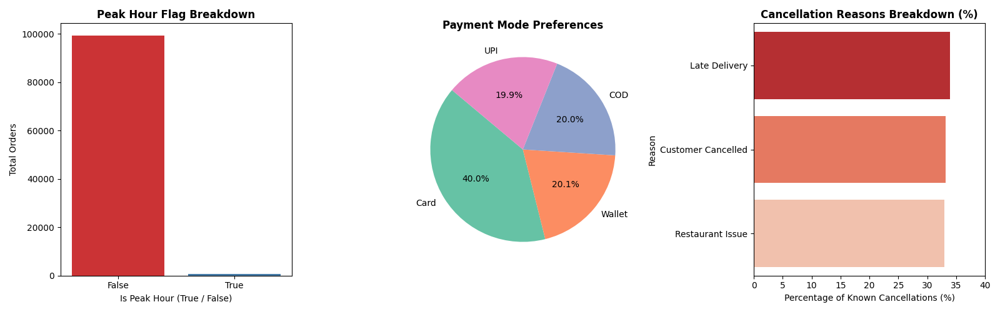 Peak Hour Flag Breakdown
100000
80000
60000
40000
20000
0
Total Orders
False
True
Is Peak Hour (True / False)
Payment Mode Preferences
UPI
COD
Card
Wallet
19.9%
20.0%
40.0%
20.1%
Cancellation Reasons Breakdown (%)
Reason
Late Delivery
Customer Cancelled
Restaurant Issue
0 5 10 15 20 25 30 35 40
Percentage of Known Cancellations (%)